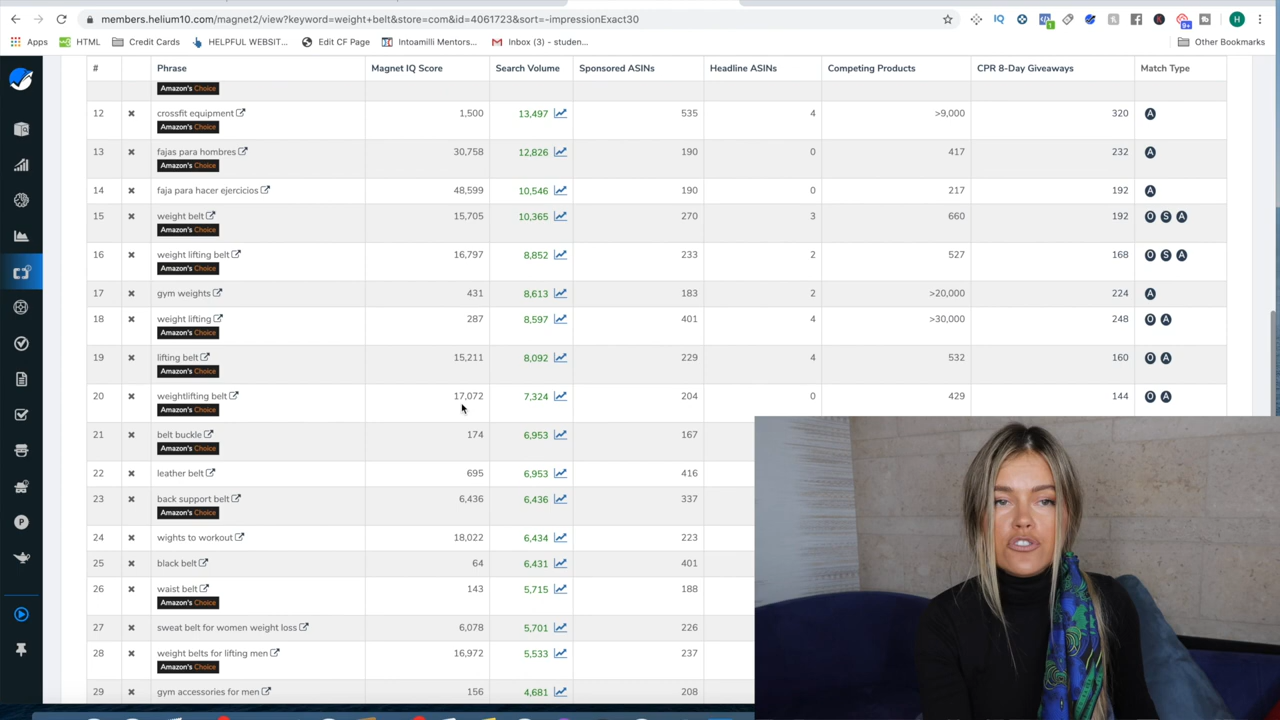 members.helium10.com/magnet2/view?keyword=weight+belt&store=com&id=4061723&sort=-impressionExact30
IQ 1 9+ H
Apps HTML Credit Cards HELPFUL WEBSIT... Edit CF Page Intoamilli Mentors... Inbox (3) - studen... Other Bookmarks
# Phrase Magnet IQ Score Search Volume Sponsored ASINs Headline ASINs Competing Products CPR 8-Day Giveaways Match Type
Amazon's Choice
12 crossfit equipment 1,500 13,497 535 4 >9,000 320 A
Amazon's Choice
13 fajas para hombres 30,758 12,826 190 0 417 232 A
Amazon's Choice
14 faja para hacer ejercicios 48,599 10,546 190 0 217 192 A
15 weight belt 15,705 10,365 270 3 660 192 O S A
Amazon's Choice
16 weight lifting belt 16,797 8,852 233 2 527 168 O S A
Amazon's Choice
17 gym weights 431 8,613 183 2 >20,000 224 A
18 weight lifting 287 8,597 401 4 >30,000 248 O A
Amazon's Choice
19 lifting belt 15,211 8,092 229 4 532 160 O A
Amazon's Choice
20 weightlifting belt 17,072 7,324 204 0 429 144 O A
Amazon's Choice
21 belt buckle 174 6,953 167
Amazon's Choice
22 leather belt 695 6,953 416
23 back support belt 6,436 6,436 337
Amazon's Choice
24 wights to workout 18,022 6,434 223
25 black belt 64 6,431 401
26 waist belt 143 5,715 188
Amazon's Choice
27 sweat belt for women weight loss 6,078 5,701 226
28 weight belts for lifting men 16,972 5,533 237
Amazon's Choice
29 gym accessories for men 156 4,681 208